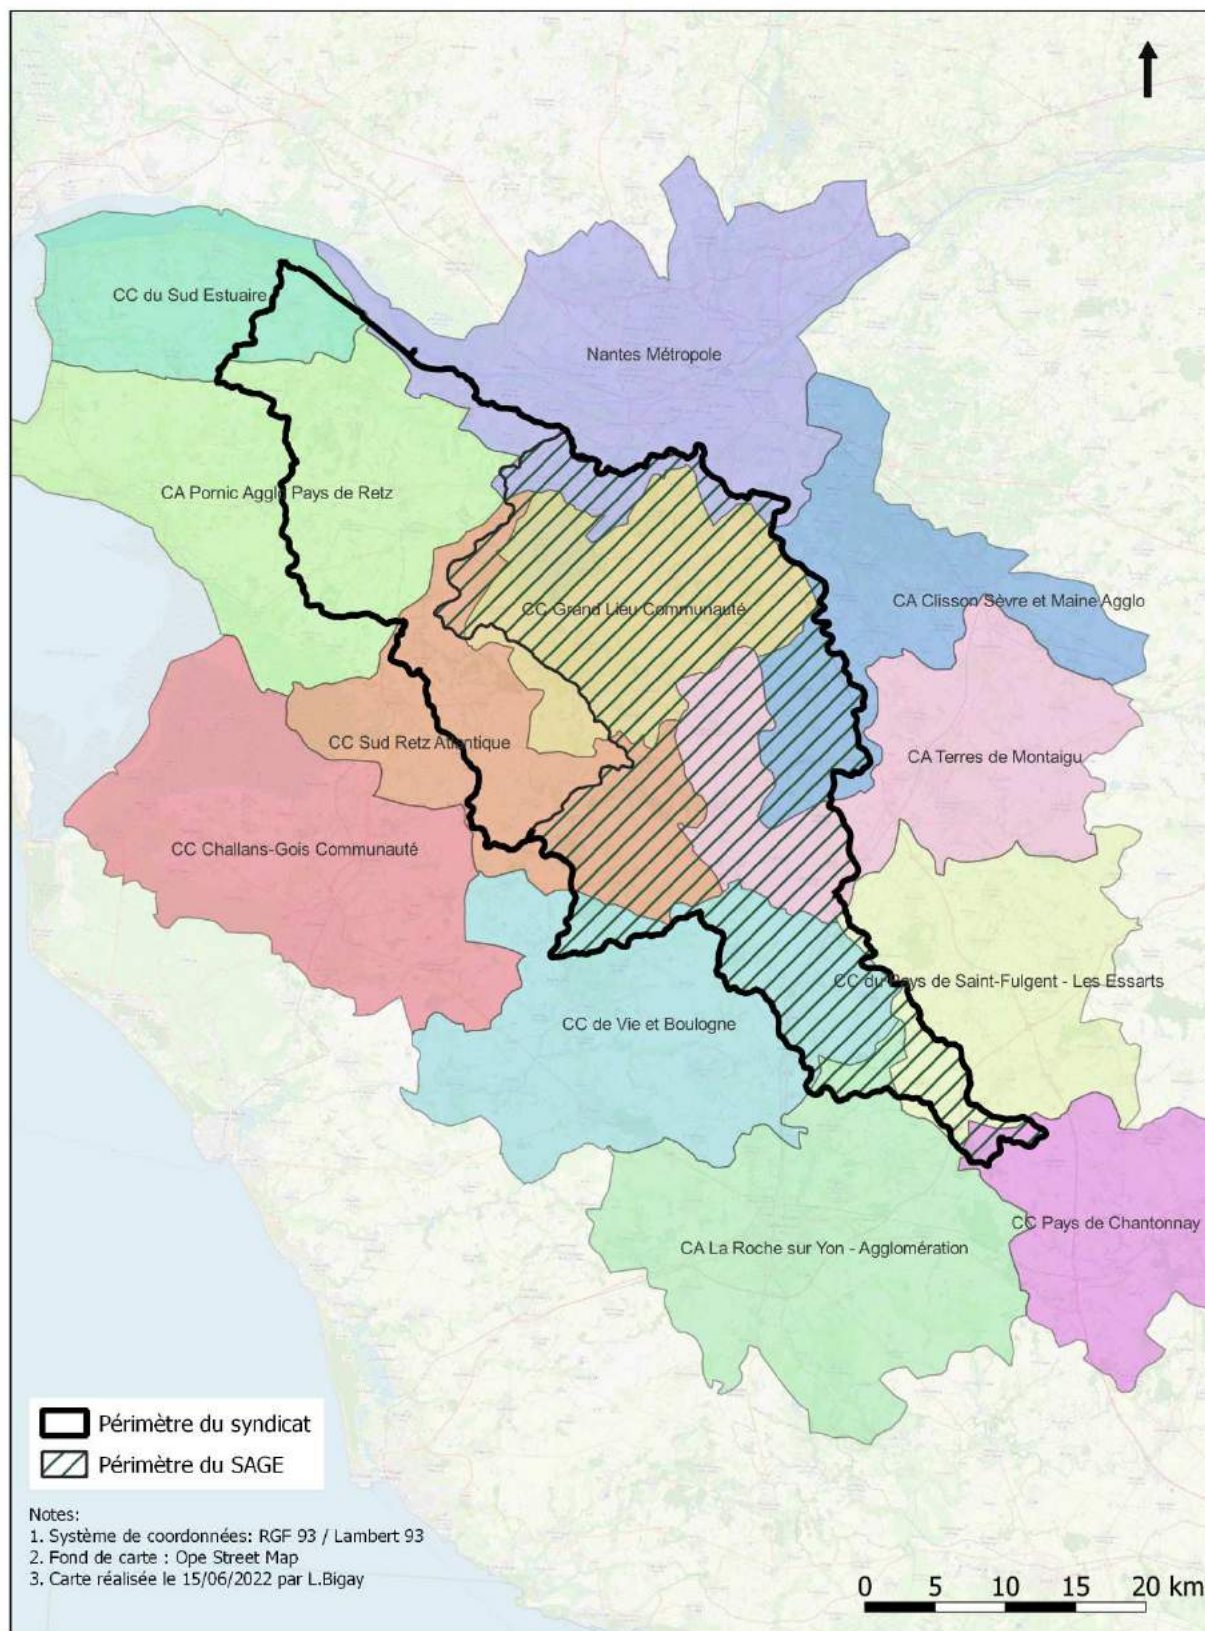 CC du Sud Estuaire
Nantes Métropole
CA Pornic Agglo Pays de Retz
CA Clisson Sèvre et Maine Agglo
CC Grand Lieu Communauté
CC Sud Retz Atlantique
CA Terres de Montaigu
CC Challans-Gois Communauté
CC du Pays de Saint-Fulgent - Les Essarts
CC de Vie et Boulogne
CC Pays de Chantonnay
CA La Roche sur Yon - Agglomération
Périmètre du syndicat
Périmètre du SAGE
Notes:
1. Système de coordonnées: RGF 93 / Lambert 93
2. Fond de carte : Ope Street Map
3. Carte réalisée le 15/06/2022 par L.Bigay
0 5 10 15 20 km